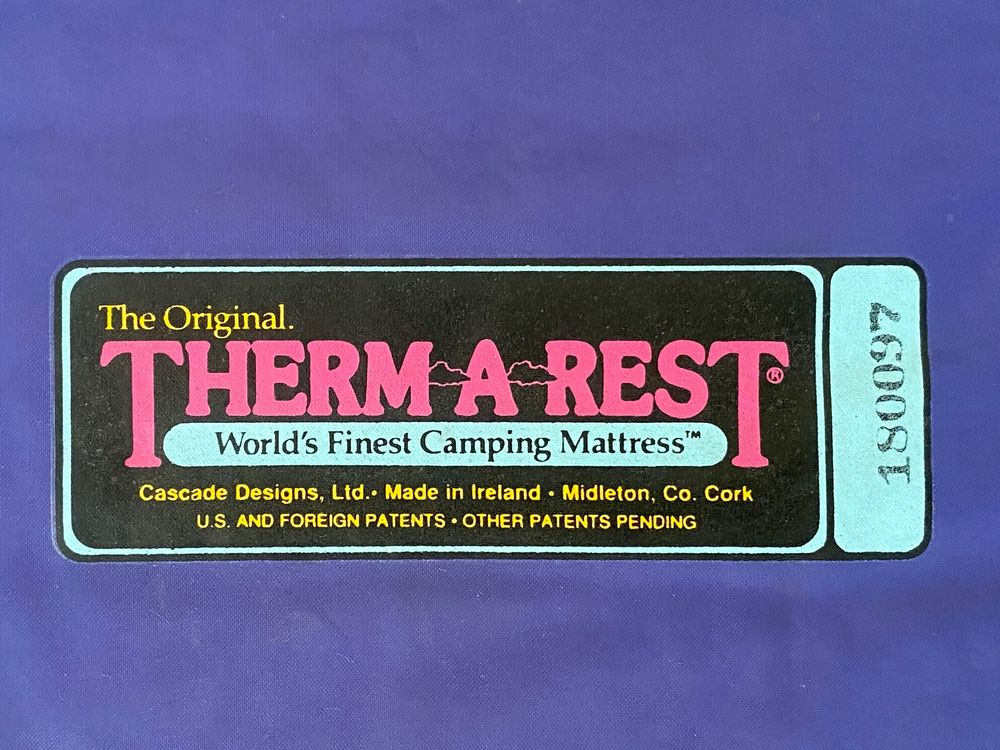 The Original.
THERM-A-REST®
World's Finest Camping Mattress™
Cascade Designs, Ltd. • Made in Ireland • Midleton, Co. Cork
U.S. AND FOREIGN PATENTS • OTHER PATENTS PENDING
180097